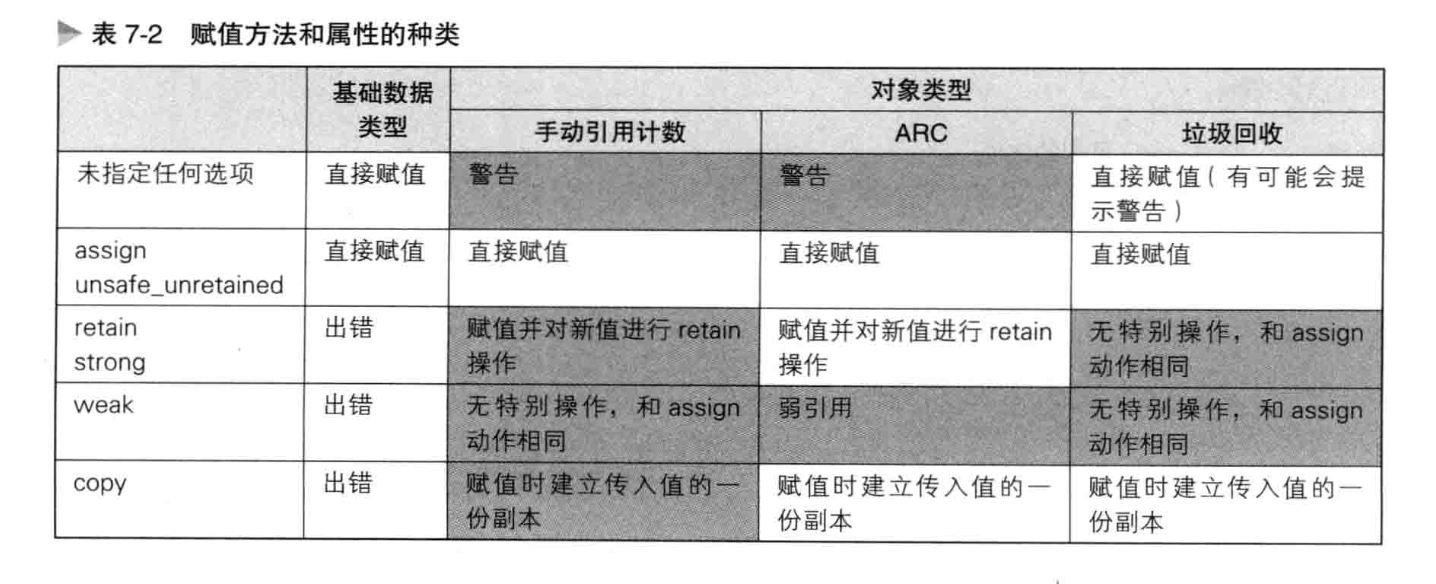 表 7-2 赋值方法和属性的种类
基础数据
类型
对象类型
手动引用计数
ARC
垃圾回收
未指定任何选项
直接赋值
警告
警告
直接赋值(有可能会提
示警告)
assign
unsafe_unretained
直接赋值
直接赋值
直接赋值
直接赋值
retain
strong
出错
赋值并对新值进行 retain
操作
赋值并对新值进行 retain
操作
无特别操作，和 assign
动作相同
weak
出错
无特别操作，和 assign
动作相同
弱引用
无特别操作，和 assign
动作相同
copy
出错
赋值时建立传入值的一
份副本
赋值时建立传入值的一
份副本
赋值时建立传入值的一
份副本